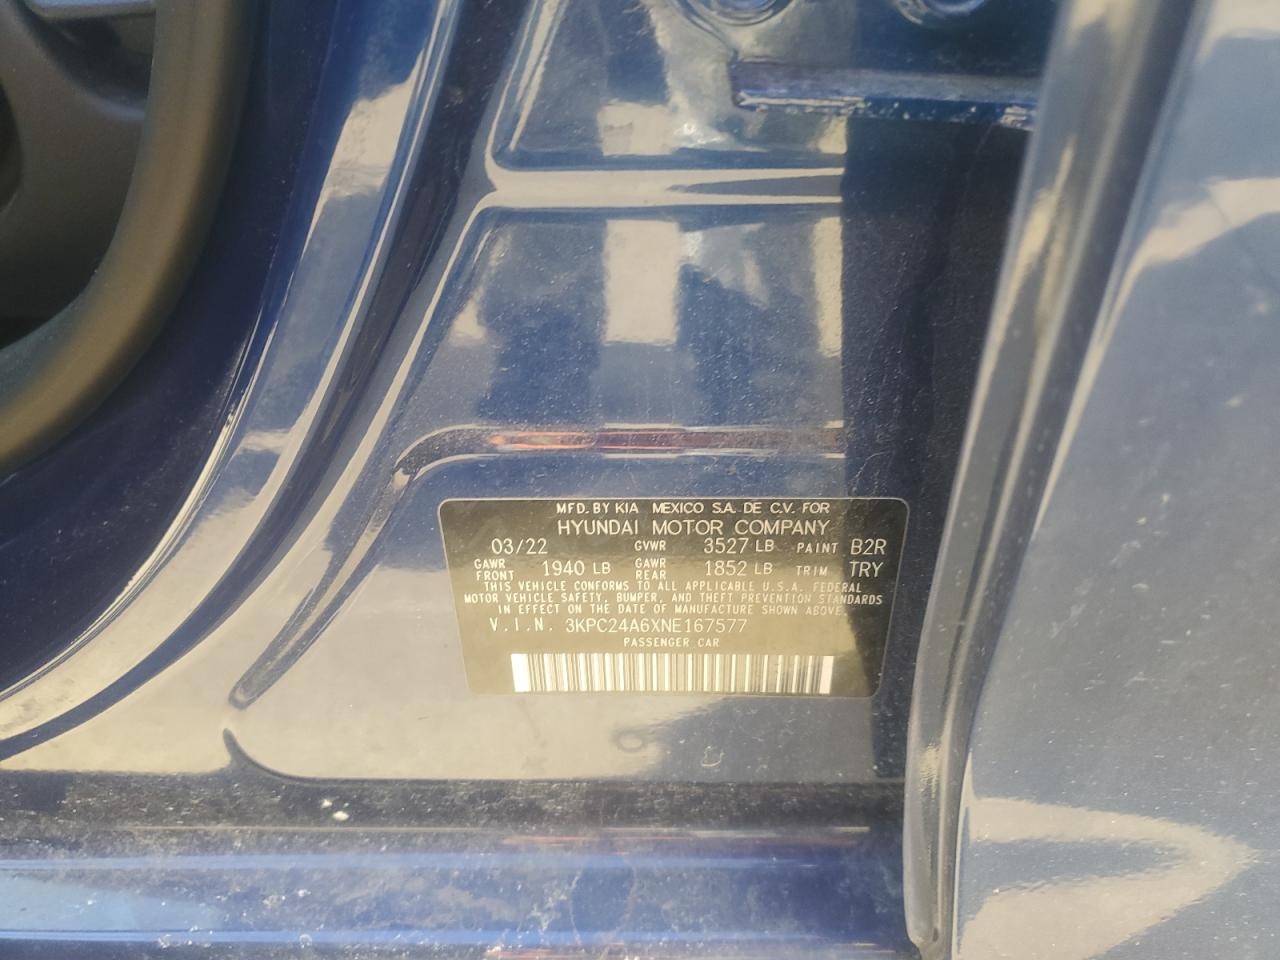 MFD. BY KIA MEXICO S.A. DE C.V. FOR
HYUNDAI MOTOR COMPANY
03/22 GVWR 3527 LB PAINT B2R
GAWR FRONT 1940 LB GAWR REAR 1852 LB TRIM TRY
THIS VEHICLE CONFORMS TO ALL APPLICABLE U.S.A. FEDERAL
MOTOR VEHICLE SAFETY, BUMPER, AND THEFT PREVENTION STANDARDS
IN EFFECT ON THE DATE OF MANUFACTURE SHOWN ABOVE
V.I.N. 3KPC24A6XNE167577
PASSENGER CAR